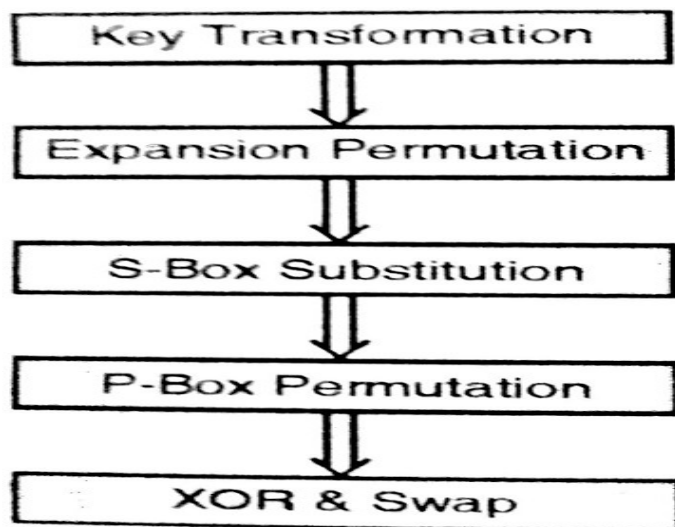 Key Transformation
Expansion Permutation
S-Box Substitution
P-Box Permutation
XOR & Swap